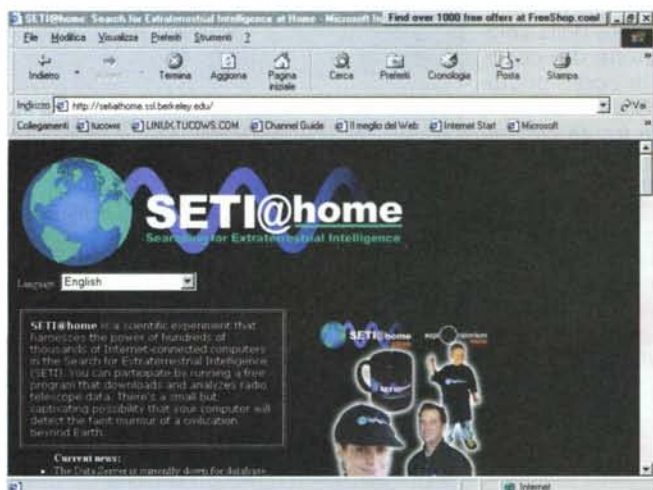 SETI@home: Search for Extraterrestrial Intelligence at Home - Microsoft Int
Find over 1000 free offers at FreeShop.com!
File Modifica Visualizza Preferiti Strumenti ?
Indietro
Termina
Aggiorna
Pagina iniziale
Cerca
Preferiti
Cronologia
Posta
Stampa
Indirizzo http://setiathome.ssl.berkeley.edu/
Vai
Collegamenti tucows LINUX.TUCOWS.COM Channel Guide Il meglio del Web Internet Start Microsoft
SETI@home
Searching for Extraterrestrial Intelligence
Language: English
SETI@home is a scientific experiment that
harnesses the power of hundreds of
thousands of Internet-connected computers
in the Search for Extraterrestrial Intelligence
(SETI). You can participate by running a free
program that downloads and analyzes radio
telescope data. There's a small but
captivating possibility that your computer will
detect the faint murmur of a civilization
beyond Earth.
SETI@home
Current news:
The Data Server is currently down for database
Internet